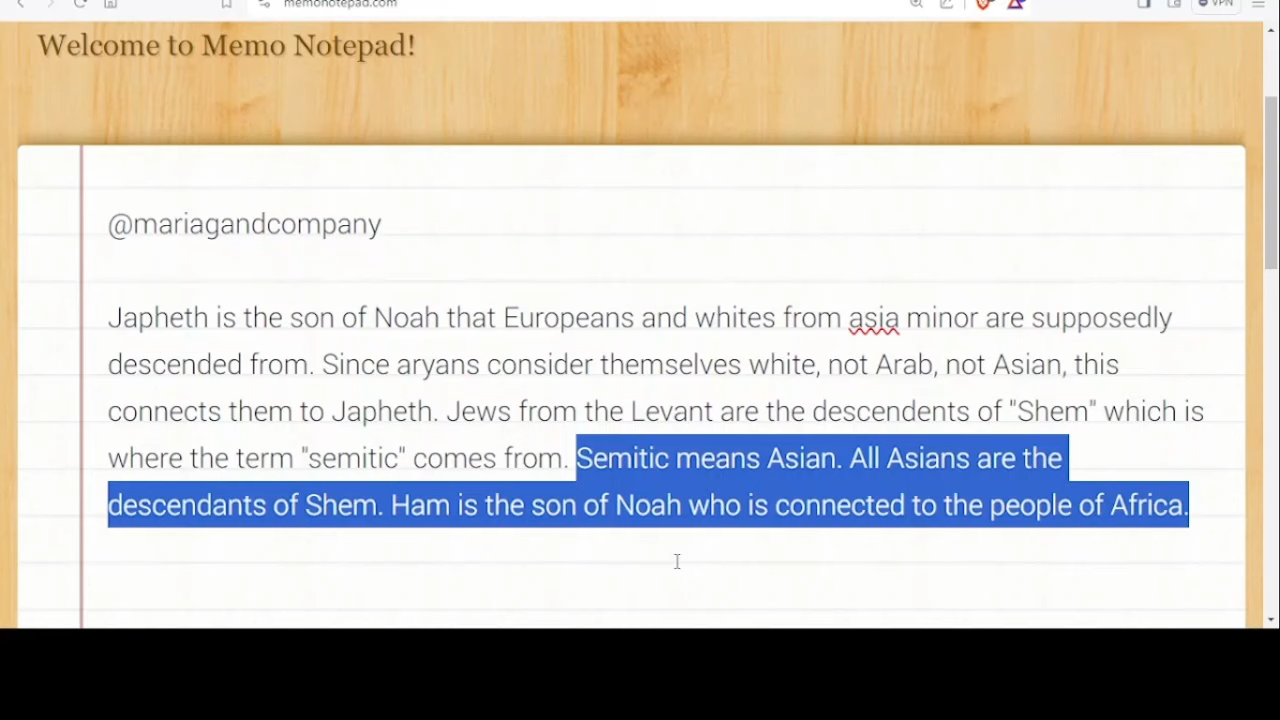 memonotepad.com
VPN
Welcome to Memo Notepad!
@mariagandcompany
Japheth is the son of Noah that Europeans and whites from asia minor are supposedly
descended from. Since aryans consider themselves white, not Arab, not Asian, this
connects them to Japheth. Jews from the Levant are the descendents of "Shem" which is
where the term "semitic" comes from. Semitic means Asian. All Asians are the
descendants of Shem. Ham is the son of Noah who is connected to the people of Africa.